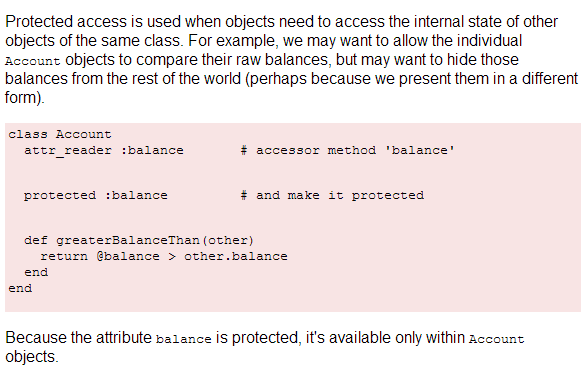 Protected access is used when objects need to access the internal state of other
objects of the same class. For example, we may want to allow the individual
Account objects to compare their raw balances, but may want to hide those
balances from the rest of the world (perhaps because we present them in a different
form).
class Account
  attr_reader :balance       # accessor method 'balance'
  protected :balance         # and make it protected
  def greaterBalanceThan(other)
    return @balance > other.balance
  end
end
Because the attribute balance is protected, it's available only within Account
objects.